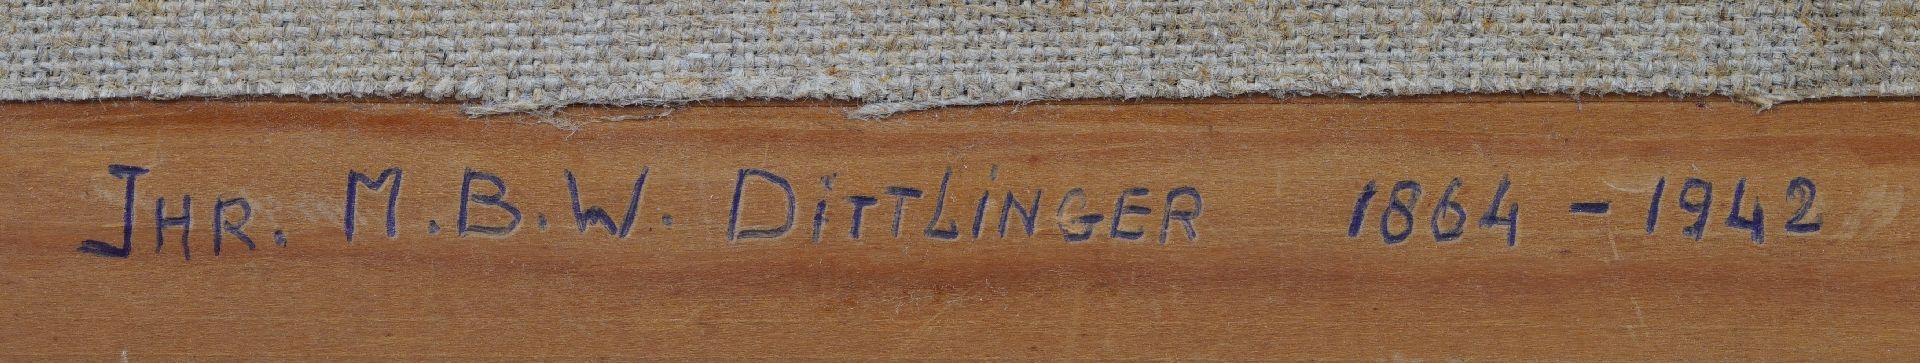 JHR. M.B.W. DiTTLiNGER 1864 - 1942